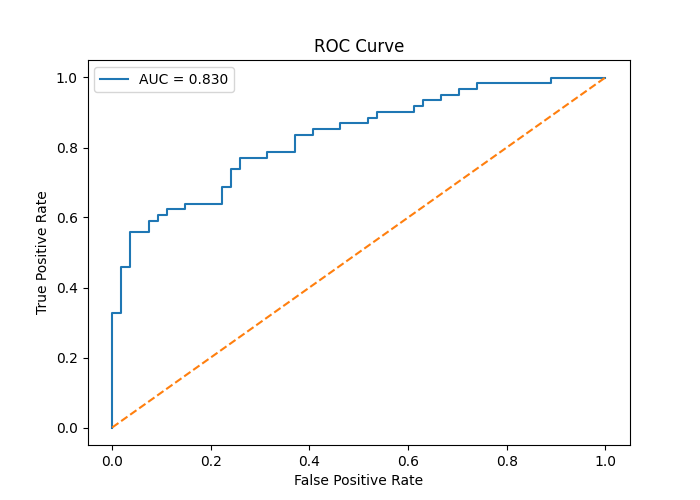 ROC Curve
AUC = 0.830
1.0
0.8
0.6
0.4
0.2
0.0
True Positive Rate
0.0 0.2 0.4 0.6 0.8 1.0
False Positive Rate